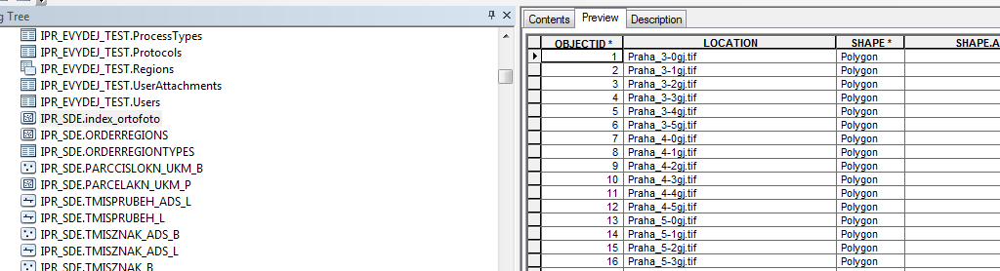 g Tree
IPR_EVYDEJ_TEST.ProcessTypes
IPR_EVYDEJ_TEST.Protocols
IPR_EVYDEJ_TEST.Regions
IPR_EVYDEJ_TEST.UserAttachments
IPR_EVYDEJ_TEST.Users
IPR_SDE.index_ortofoto
IPR_SDE.ORDERREGIONS
IPR_SDE.ORDERREGIONTYPES
IPR_SDE.PARCCISLOKN_UKM_B
IPR_SDE.PARCELAKN_UKM_P
IPR_SDE.TMISPRUBEH_ADS_L
IPR_SDE.TMISPRUBEH_L
IPR_SDE.TMISZNAK_ADS_B
IPR_SDE.TMISZNAK_ADS_L
IPR_SDE.TMISZNAK_B
Contents Preview Description
OBJECTID * LOCATION SHAPE * SHAPE.A
1 Praha_3-0gj.tif Polygon
2 Praha_3-1gj.tif Polygon
3 Praha_3-2gj.tif Polygon
4 Praha_3-3gj.tif Polygon
5 Praha_3-4gj.tif Polygon
6 Praha_3-5gj.tif Polygon
7 Praha_4-0gj.tif Polygon
8 Praha_4-1gj.tif Polygon
9 Praha_4-2gj.tif Polygon
10 Praha_4-3gj.tif Polygon
11 Praha_4-4gj.tif Polygon
12 Praha_4-5gj.tif Polygon
13 Praha_5-0gj.tif Polygon
14 Praha_5-1gj.tif Polygon
15 Praha_5-2gj.tif Polygon
16 Praha_5-3gj.tif Polygon